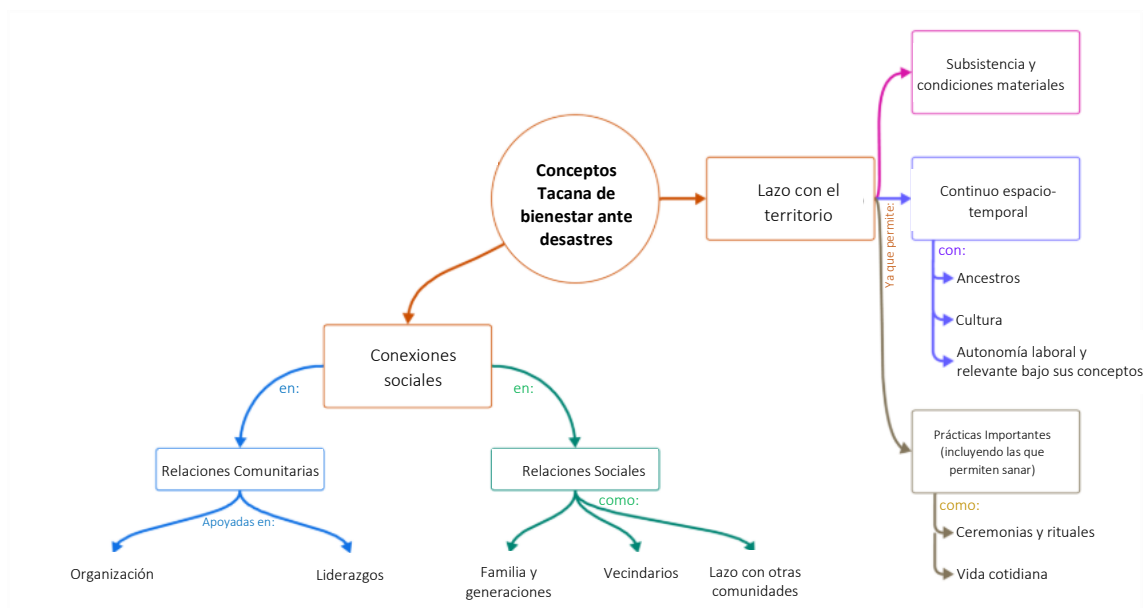 Conceptos
Tacana de
bienestar ante
desastres
Lazo con el
territorio
Ya que permite:
Subsistencia y
condiciones materiales
Continuo espacio-
temporal
con:
Ancestros
Cultura
Autonomía laboral y
relevante bajo sus conceptos
Prácticas Importantes
(incluyendo las que
permiten sanar)
como:
Ceremonias y rituales
Vida cotidiana
Conexiones
sociales
en:
en:
Relaciones Comunitarias
Apoyadas en:
Organización
Liderazgos
Relaciones Sociales
como:
Familia y
generaciones
Vecindarios
Lazo con otras
comunidades